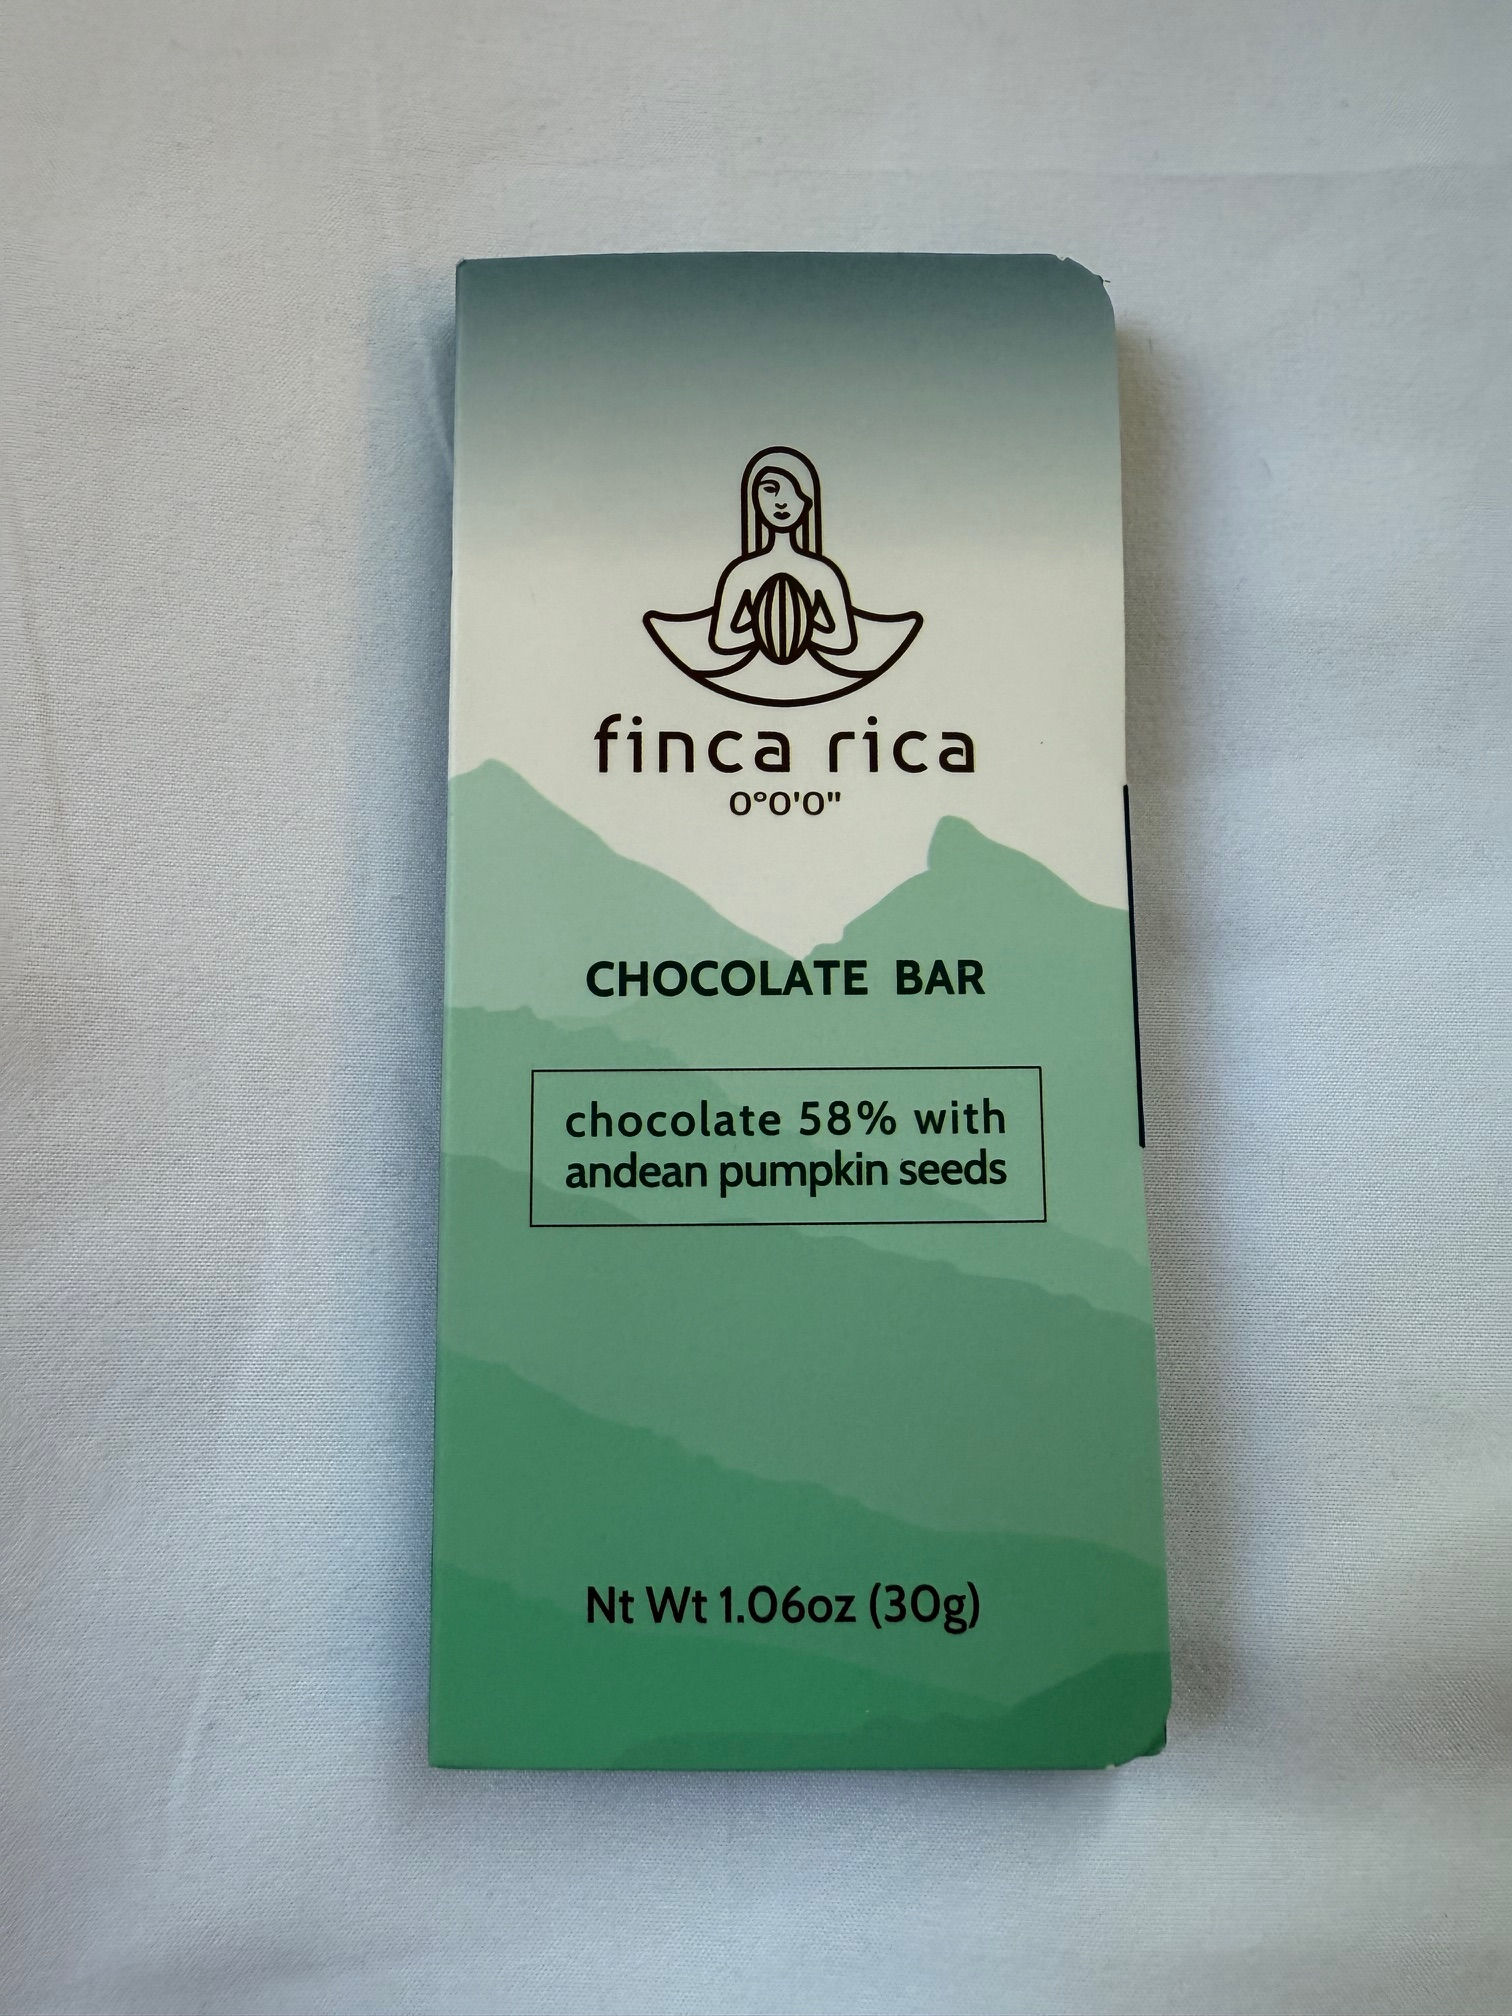 finca rica
0°0'0"
CHOCOLATE BAR
chocolate 58% with
andean pumpkin seeds
Nt Wt 1.06oz (30g)